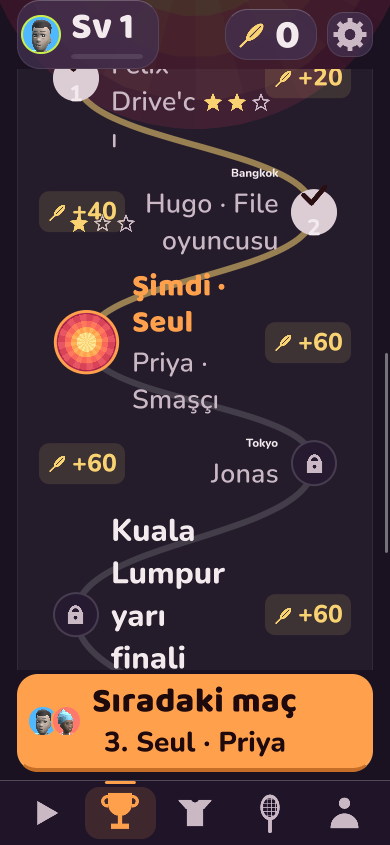 Sv 1
0
Felix
Drive'c
ı
1
+20
Bangkok
+40
Hugo · File
oyuncusu
2
Şimdi ·
Seul
Priya ·
Smaşçı
+60
Tokyo
+60
Jonas
Kuala
Lumpur
yarı
finali
+60
Sıradaki maç
3. Seul · Priya